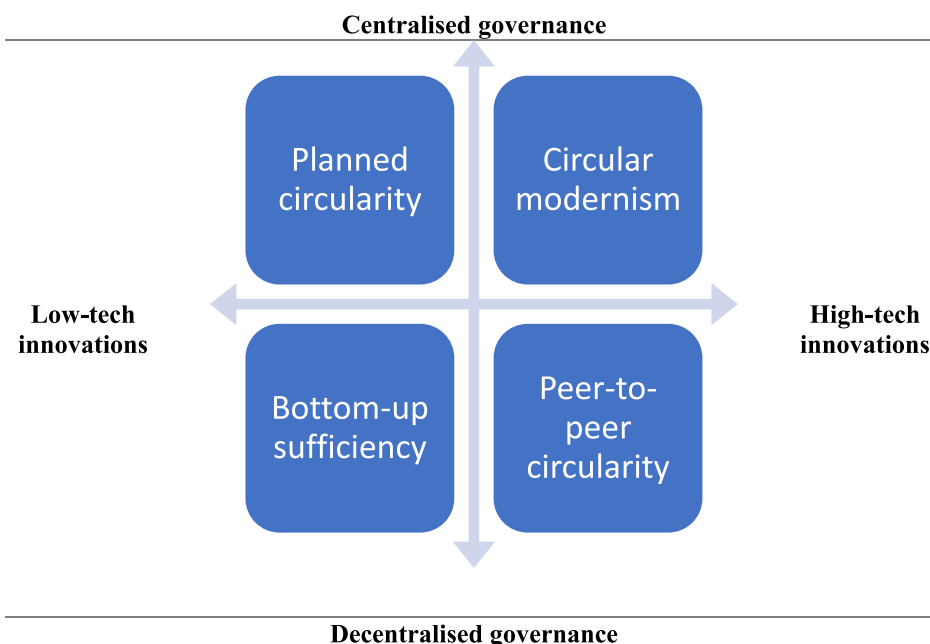 Centralised governance
Planned
circularity
Circular
modernism
Low-tech
innovations
High-tech
innovations
Bottom-up
sufficiency
Peer-to-
peer
circularity
Decentralised governance